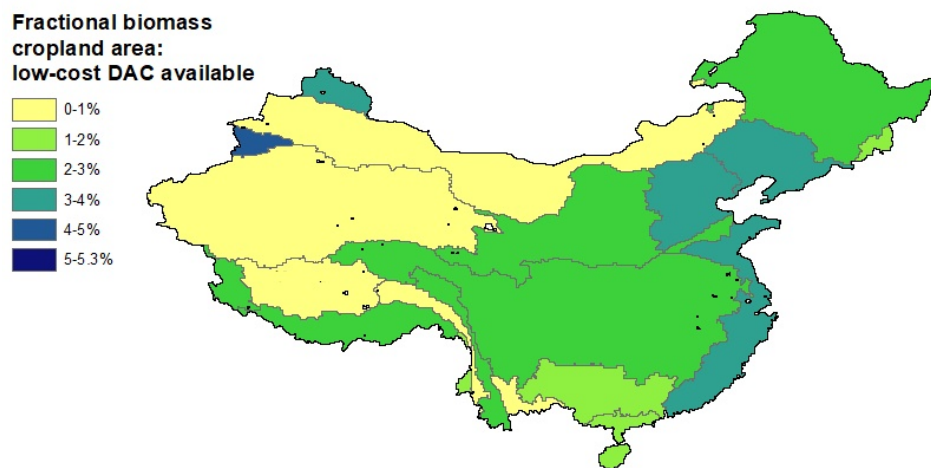 Fractional biomass
cropland area:
low-cost DAC available
0-1%
1-2%
2-3%
3-4%
4-5%
5-5.3%